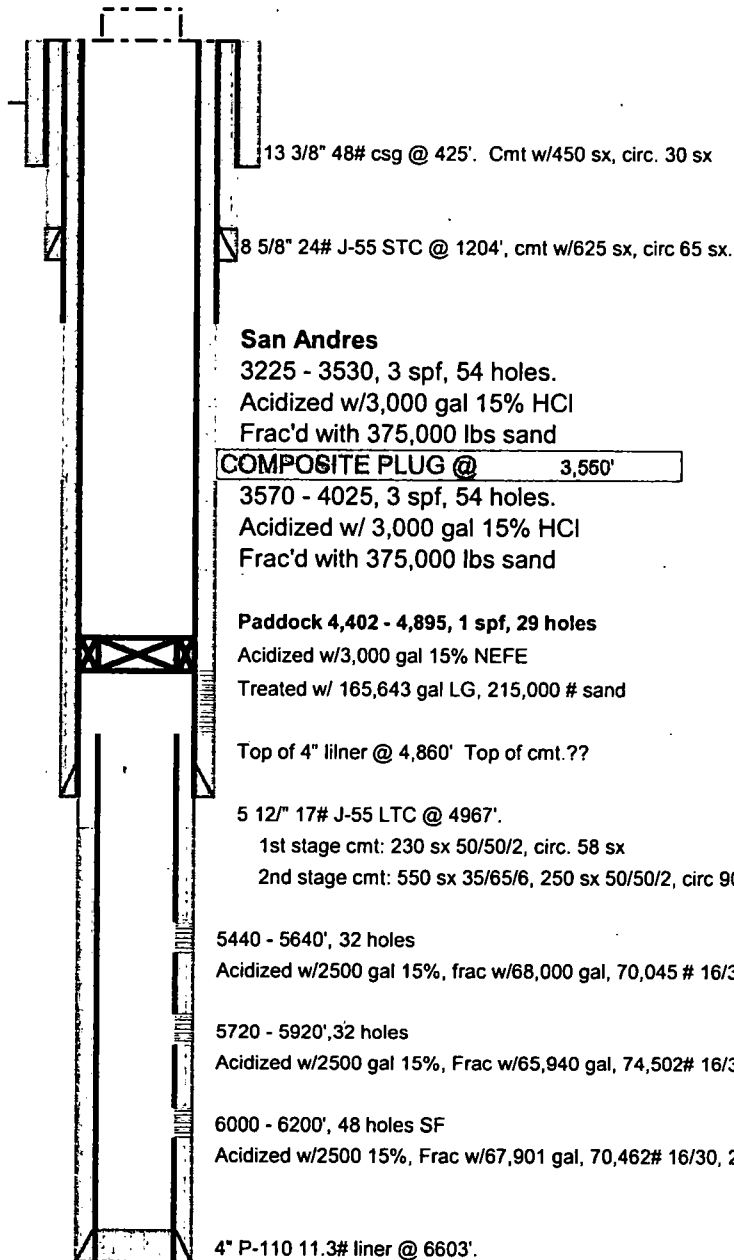 13 3/8" 48# csg @ 425'. Cmt w/450 sx, circ. 30 sx
8 5/8" 24# J-55 STC @ 1204', cmt w/625 sx, circ 65 sx.
San Andres
3225 - 3530, 3 spf, 54 holes.
Acidized w/3,000 gal 15% HCl
Frac'd with 375,000 lbs sand
COMPOSITE PLUG @ 3,550'
3570 - 4025, 3 spf, 54 holes.
Acidized w/ 3,000 gal 15% HCl
Frac'd with 375,000 lbs sand
Paddock 4,402 - 4,895, 1 spf, 29 holes
Acidized w/3,000 gal 15% NEFE
Treated w/ 165,643 gal LG, 215,000 # sand
Top of 4" lilner @ 4,860' Top of cmt.??
5 12/" 17# J-55 LTC @ 4967'.
1st stage cmt: 230 sx 50/50/2, circ. 58 sx
2nd stage cmt: 550 sx 35/65/6, 250 sx 50/50/2, circ
5440 - 5640', 32 holes
Acidized w/2500 gal 15%, frac w/68,000 gal, 70,045 #
5720 - 5920',32 holes
Acidized w/2500 gal 15%, Frac w/65,940 gal, 74,502#
6000 - 6200', 48 holes SF
Acidized w/2500 15%, Frac w/67,901 gal, 70,462# 16/30,
4" P-110 11.3# liner @ 6603'.